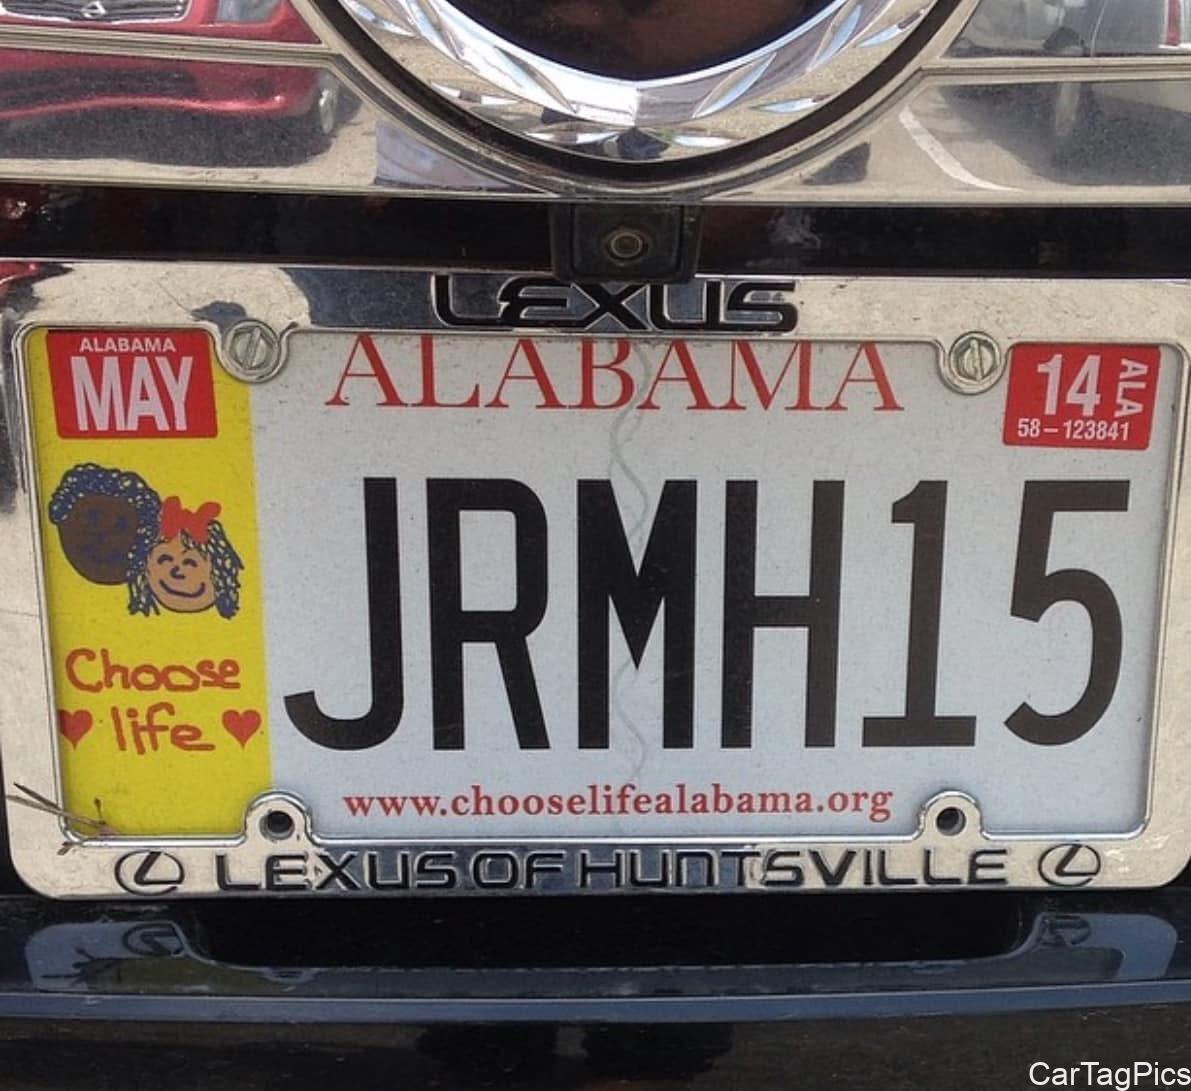 LEXUS
ALABAMA
MAY
ALABAMA
14 ALA
58-123841
JRMH15
Choose
life
www.chooselifealabama.org
LEXUS OF HUNTSVILLE
CarTagPics